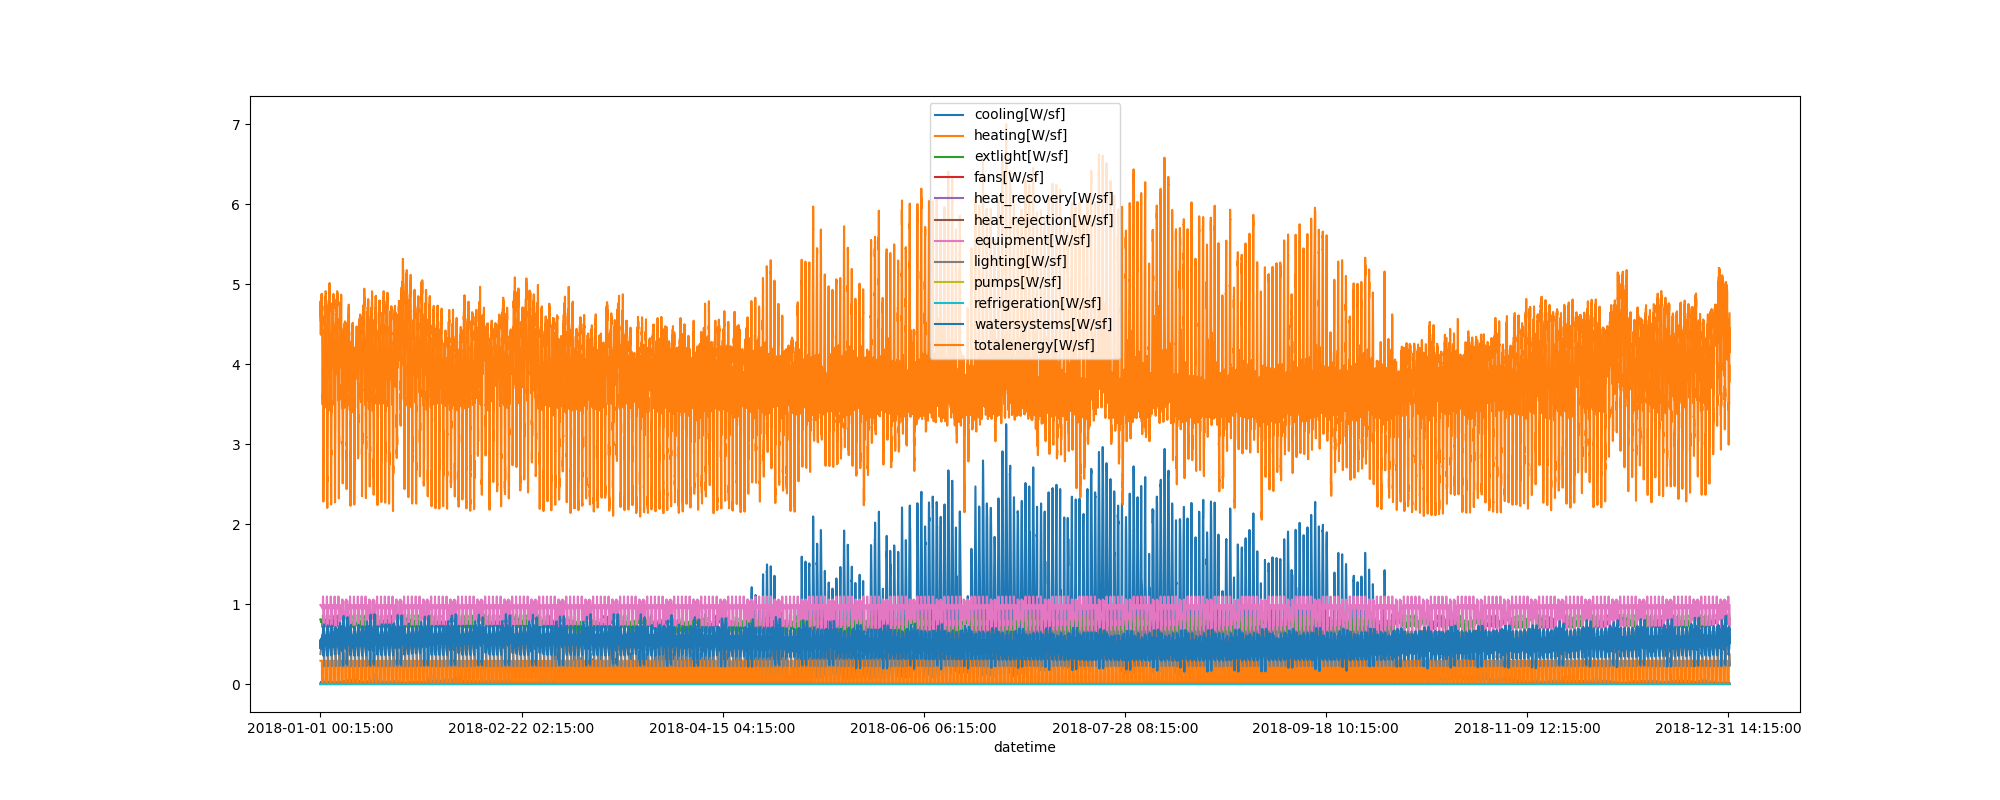 7
6
5
4
3
2
1
0
cooling[W/sf]
heating[W/sf]
extlight[W/sf]
fans[W/sf]
heat_recovery[W/sf]
heat_rejection[W/sf]
equipment[W/sf]
lighting[W/sf]
pumps[W/sf]
refrigeration[W/sf]
watersystems[W/sf]
totalenergy[W/sf]
2018-01-01 00:15:00 2018-02-22 02:15:00 2018-04-15 04:15:00 2018-06-06 06:15:00 2018-07-28 08:15:00 2018-09-18 10:15:00 2018-11-09 12:15:00 2018-12-31 14:15:00
datetime